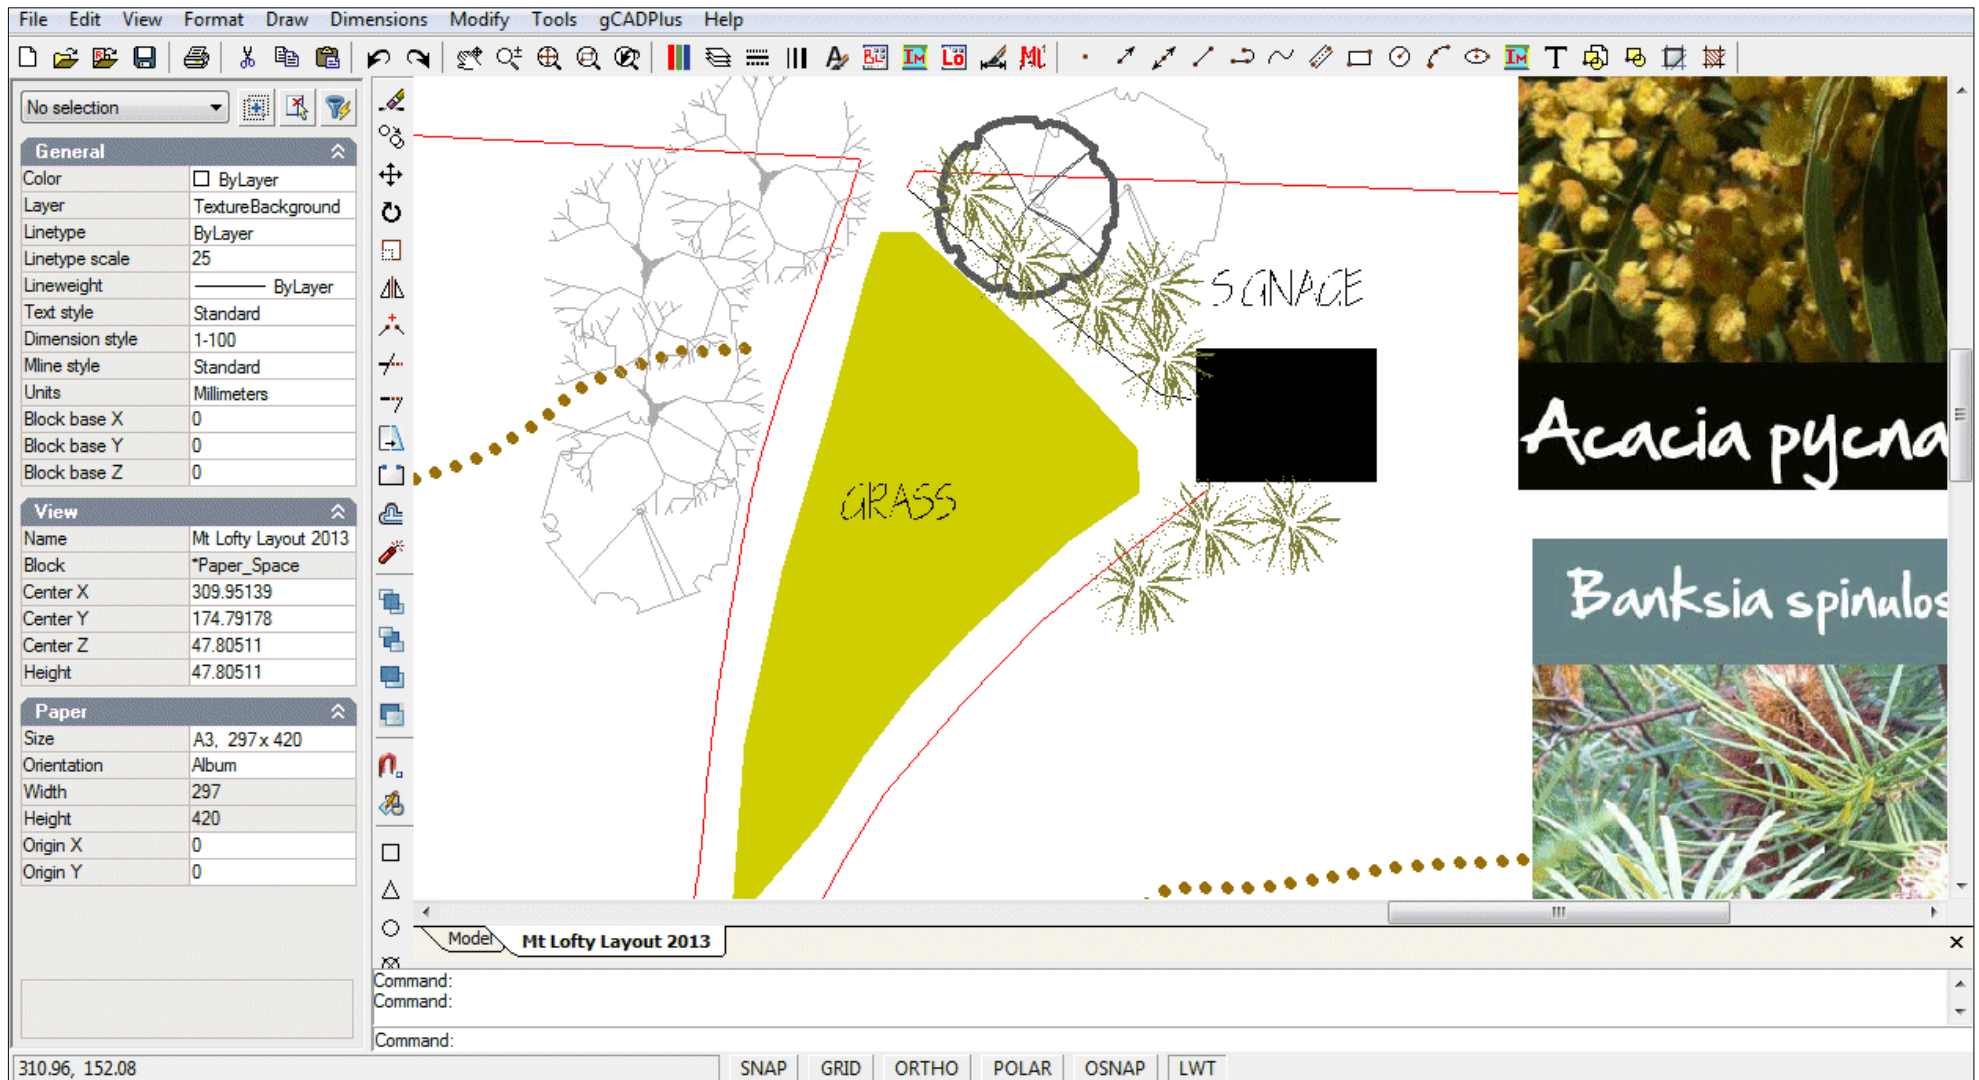 File Edit View Format Draw Dimensions Modify Tools gCADPlus Help
No selection
General
Color ByLayer
Layer TextureBackground
Linetype ByLayer
Linetype scale 25
Lineweight ByLayer
Text style Standard
Dimension style 1-100
Mline style Standard
Units Millimeters
Block base X 0
Block base Y 0
Block base Z 0
View
Name Mt Lofty Layout 2013
Block *Paper_Space
Center X 309.95139
Center Y 174.79178
Center Z 47.80511
Height 47.80511
Paper
Size A3, 297 x 420
Orientation Album
Width 297
Height 420
Origin X 0
Origin Y 0
SGNAGE
GRASS
Acacia pycna
Banksia spinulos
Model Mt Lofty Layout 2013
Command:
Command:
Command:
310.96, 152.08 SNAP GRID ORTHO POLAR OSNAP LWT